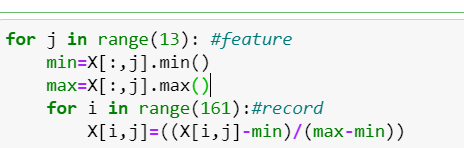 for j in range(13): #feature
    min=X[:,j].min()
    max=X[:,j].max()
    for i in range(161):#record
        X[i,j]=((X[i,j]-min)/(max-min))